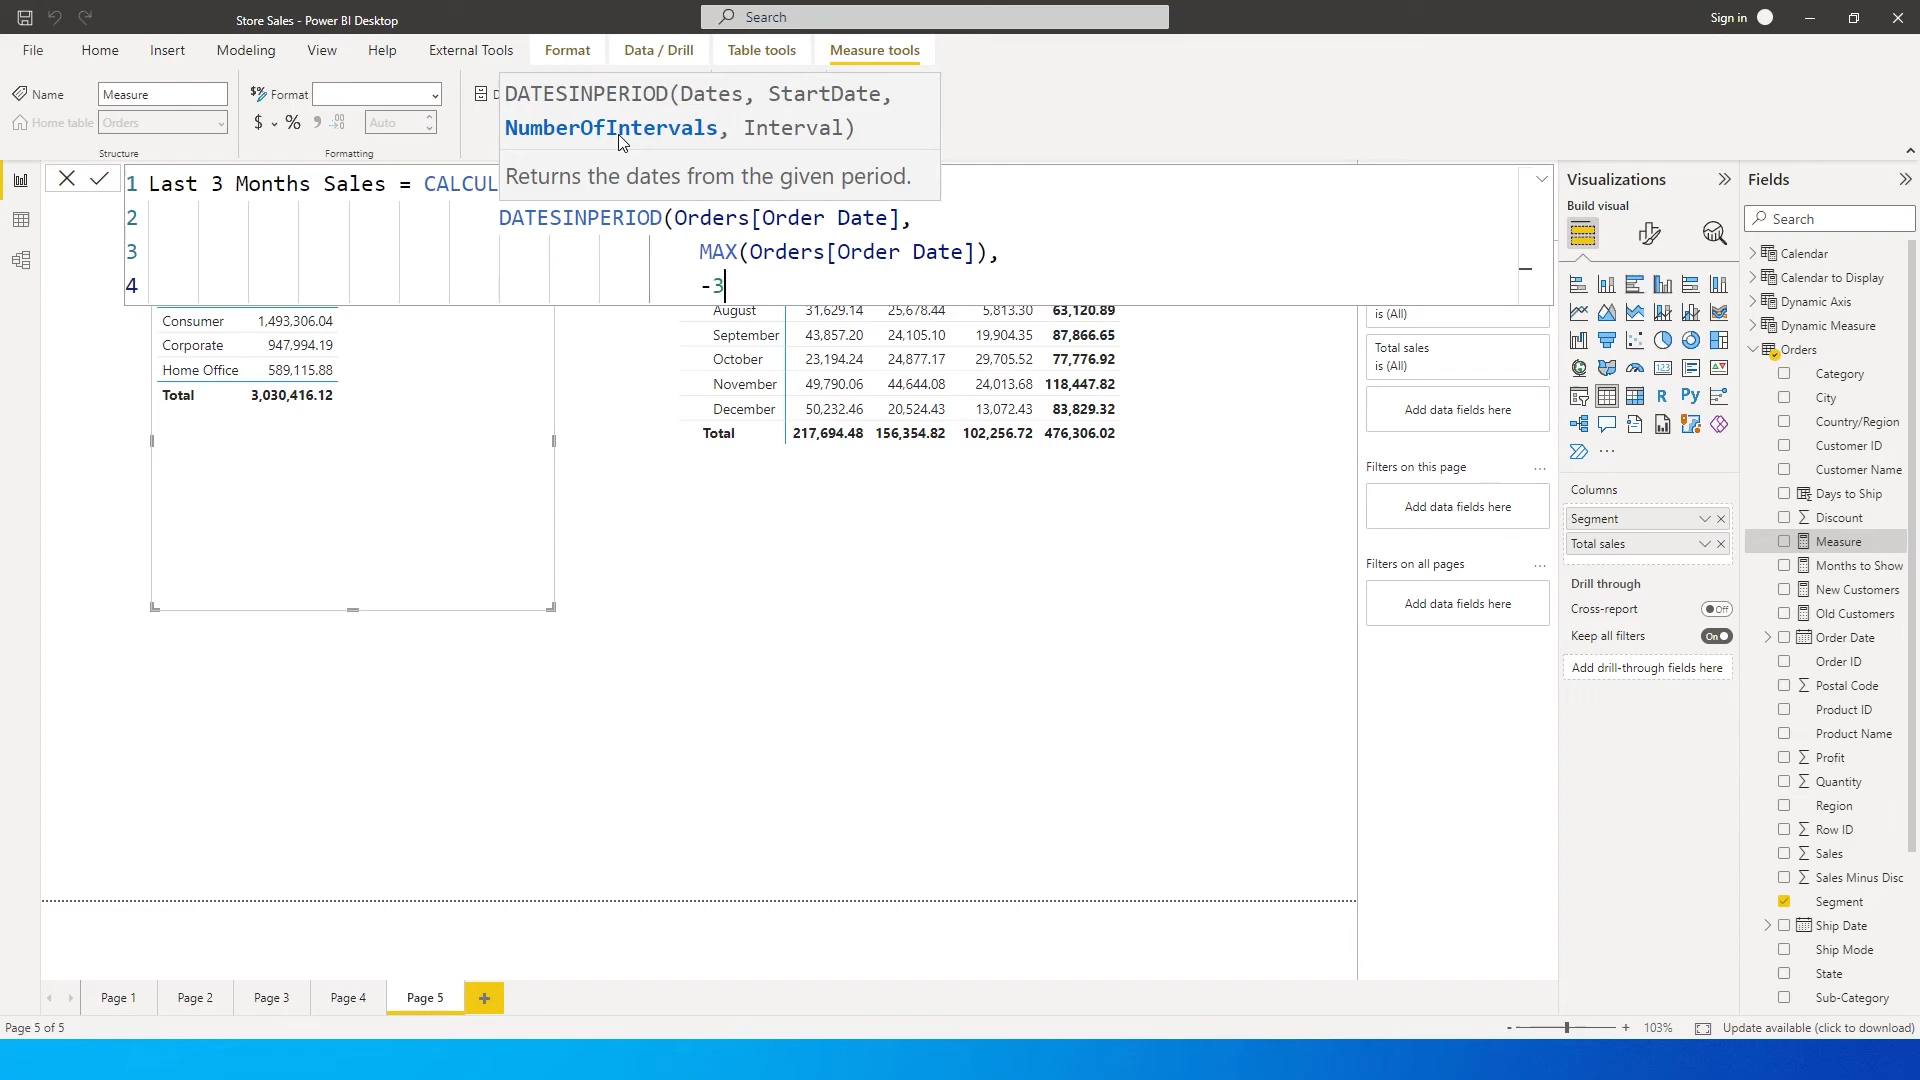 Store Sales - Power BI Desktop
Search
Sign in
File
Home
Insert
Modeling
View
Help
External Tools
Format
Data / Drill
Table tools
Measure tools
Name
Measure
Format
Home table
Orders
$
%
Auto
Structure
Formatting
DATESINPERIOD(Dates, StartDate,
NumberOfIntervals, Interval)
Returns the dates from the given period.
1 Last 3 Months Sales = CALCUL
2 DATESINPERIOD(Orders[Order Date],
3 MAX(Orders[Order Date]),
4 -3
Consumer 1,493,306.04
Corporate 947,994.19
Home Office 589,115.88
Total 3,030,416.12
August 31,629.14 25,678.44 5,813.30 63,120.89
September 43,857.20 24,105.10 19,904.35 87,866.65
October 23,194.24 24,877.17 29,705.52 77,776.92
November 49,790.06 44,644.08 24,013.68 118,447.82
December 50,232.46 20,524.43 13,072.43 83,829.32
Total 217,694.48 156,354.82 102,256.72 476,306.02
is (All)
Total sales
is (All)
Add data fields here
Filters on this page
...
Add data fields here
Filters on all pages
...
Add data fields here
Visualizations
Build visual
R
Py
123
...
Columns
Segment
Total sales
Drill through
Cross-report
Off
Keep all filters
On
Add drill-through fields here
Fields
Search
Calendar
Calendar to Display
Dynamic Axis
Dynamic Measure
Orders
Category
City
Country/Region
Customer ID
Customer Name
Days to Ship
Discount
Measure
Months to Show
New Customers
Old Customers
Order Date
Order ID
Postal Code
Product ID
Product Name
Profit
Quantity
Region
Row ID
Sales
Sales Minus Disc
Segment
Ship Date
Ship Mode
State
Sub-Category
Page 1
Page 2
Page 3
Page 4
Page 5
+
Page 5 of 5
- + 103%
Update available (click to download)